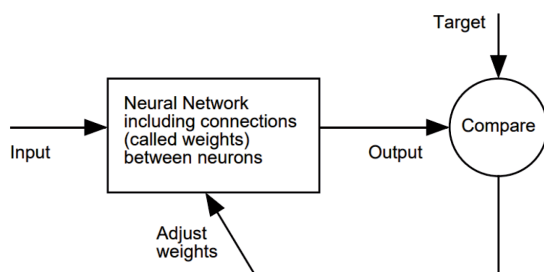 Target
Neural Network
including connections
(called weights)
between neurons
Compare
Input
Output
Adjust
weights